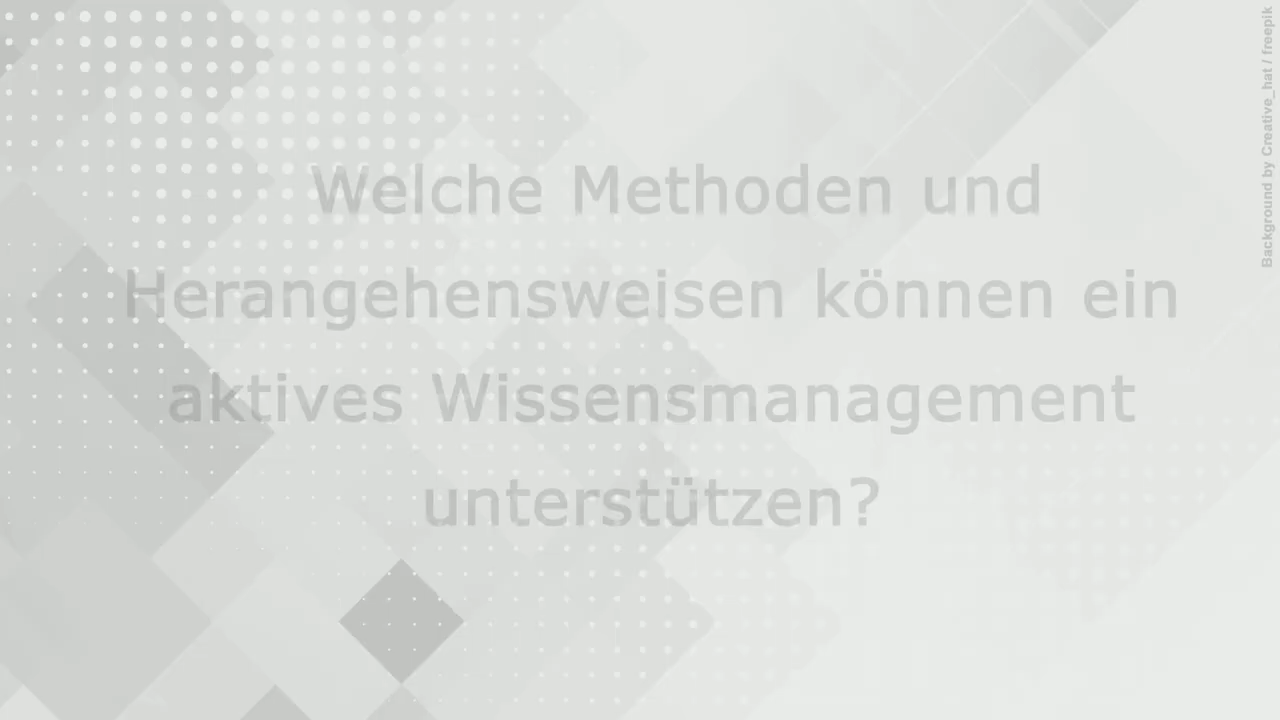 Welche Methoden und
Herangehensweisen können ein
aktives Wissensmanagement
unterstützen?
Background by Creative_hat / freepik